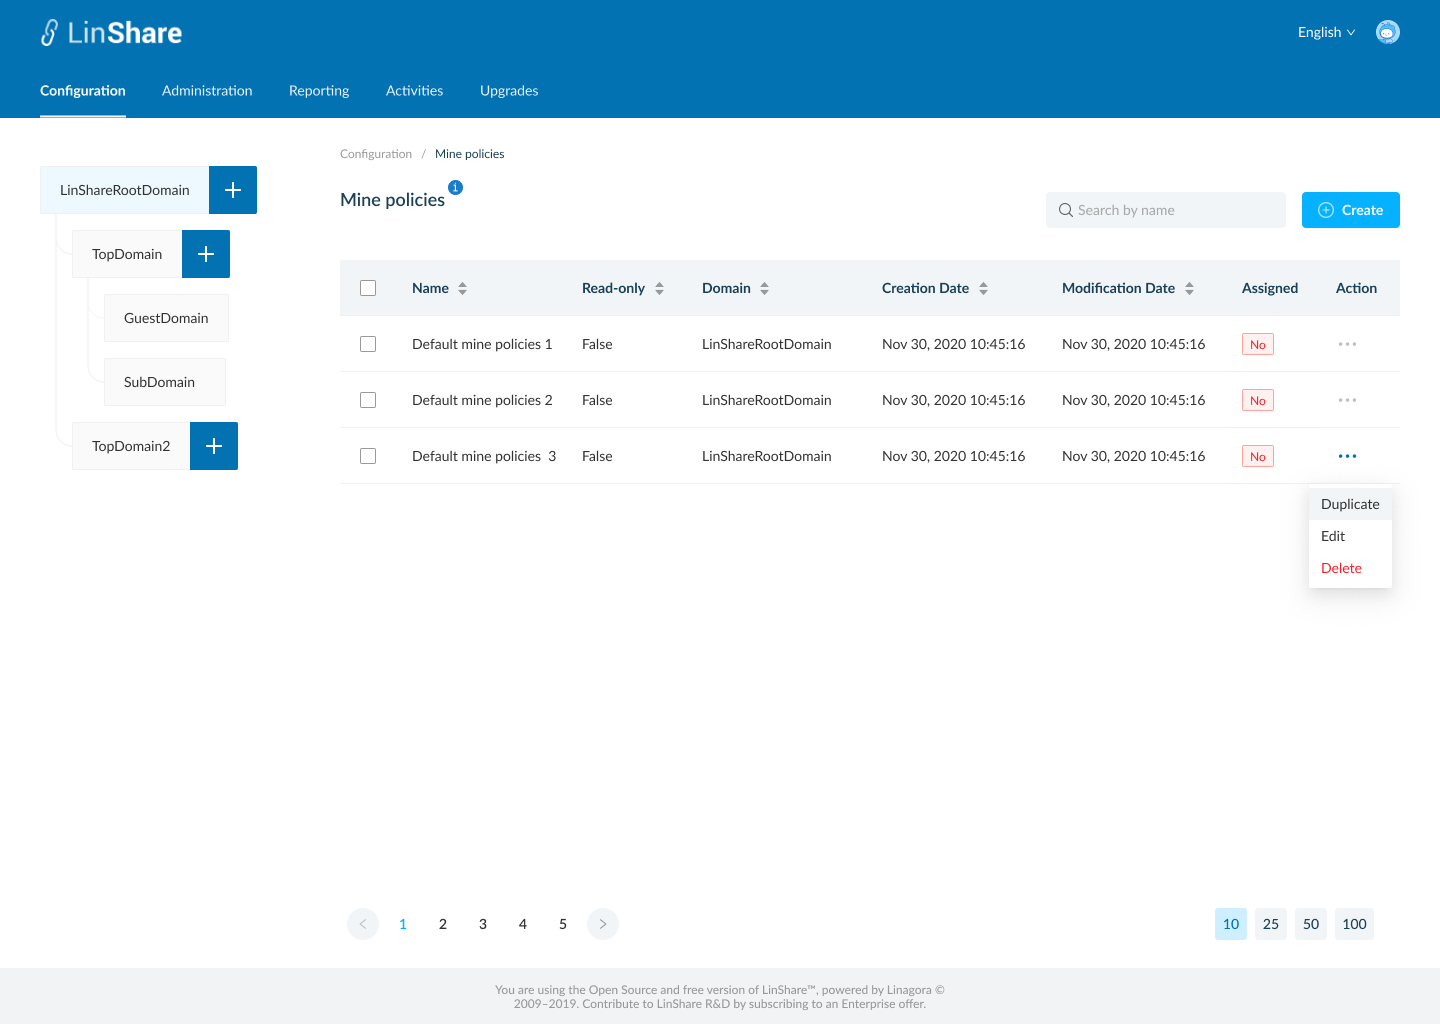 LinShare
English
Configuration Administration Reporting Activities Upgrades
Configuration / Mine policies
LinShareRootDomain
TopDomain
GuestDomain
SubDomain
TopDomain2
Mine policies i
Search by name
Create
Name Read-only Domain Creation Date Modification Date Assigned Action
Default mine policies 1 False LinShareRootDomain Nov 30, 2020 10:45:16 Nov 30, 2020 10:45:16 No
Default mine policies 2 False LinShareRootDomain Nov 30, 2020 10:45:16 Nov 30, 2020 10:45:16 No
Default mine policies  3 False LinShareRootDomain Nov 30, 2020 10:45:16 Nov 30, 2020 10:45:16 No
Duplicate
Edit
Delete
1 2 3 4 5
10 25 50 100
You are using the Open Source and free version of LinShare™, powered by Linagora ©
2009–2019. Contribute to LinShare R&D by subscribing to an Enterprise offer.